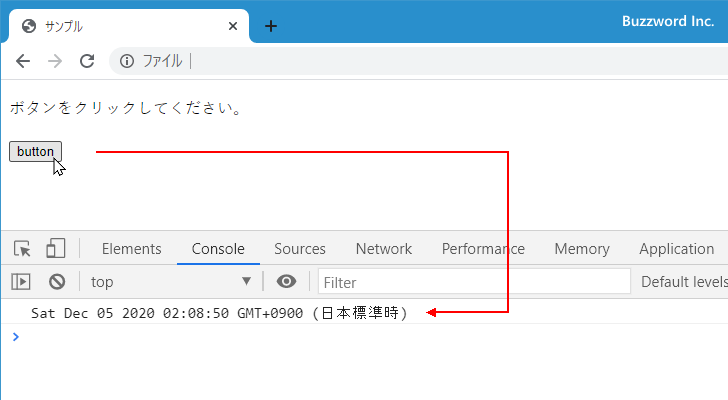 サンプル
Buzzword Inc.
ファイル
ボタンをクリックしてください。
button
Elements Console Sources Network Performance Memory Application
top Filter Default levels
Sat Dec 05 2020 02:08:50 GMT+0900 (日本標準時)